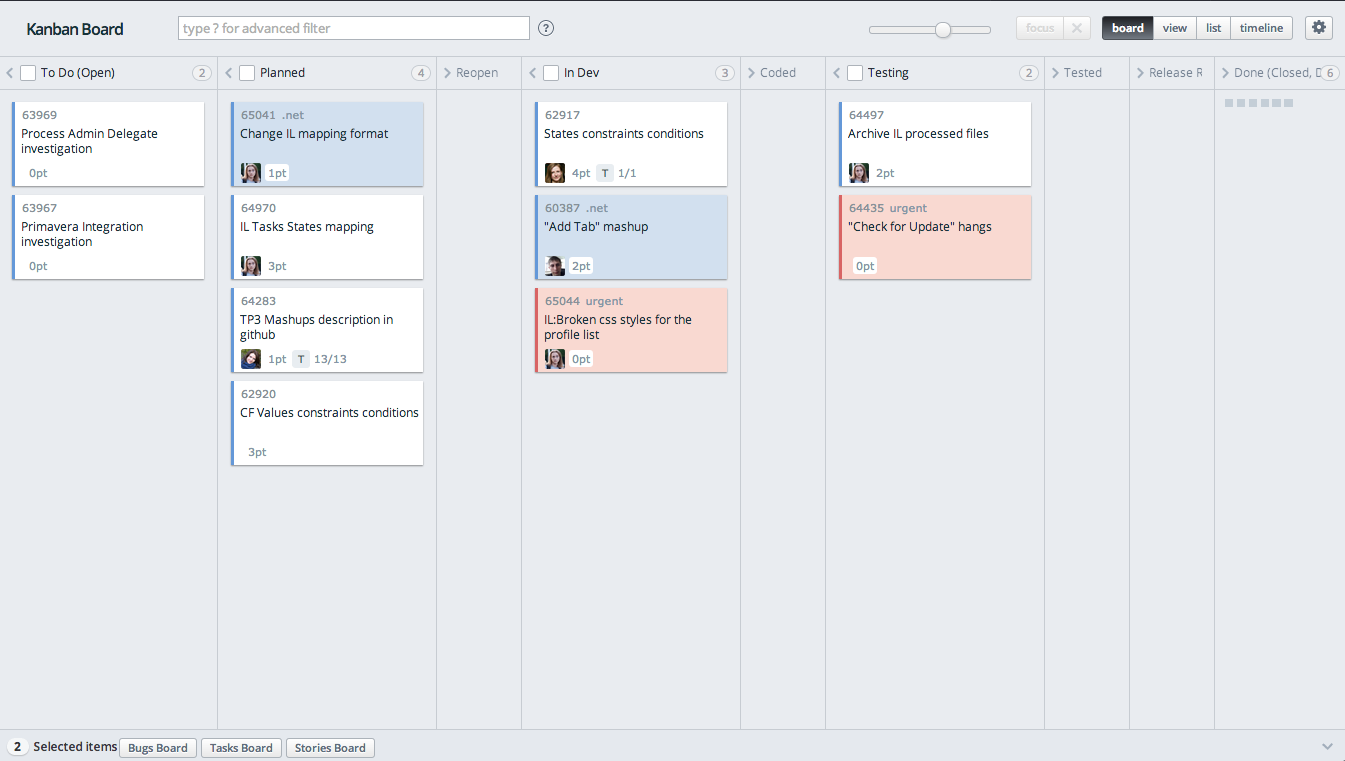 Kanban Board
type ? for advanced filter
?
focus
board
view
list
timeline
To Do (Open) 2
Planned 4
Reopen
In Dev 3
Coded
Testing 2
Tested
Release R
Done (Closed, D 6
63969
Process Admin Delegate
investigation
0pt
63967
Primavera Integration
investigation
0pt
65041 .net
Change IL mapping format
1pt
64970
IL Tasks States mapping
3pt
64283
TP3 Mashups description in
github
1pt T 13/13
62920
CF Values constraints conditions
3pt
62917
States constraints conditions
4pt T 1/1
60387 .net
"Add Tab" mashup
2pt
65044 urgent
IL:Broken css styles for the
profile list
0pt
64497
Archive IL processed files
2pt
64435 urgent
"Check for Update" hangs
0pt
2 Selected items
Bugs Board
Tasks Board
Stories Board